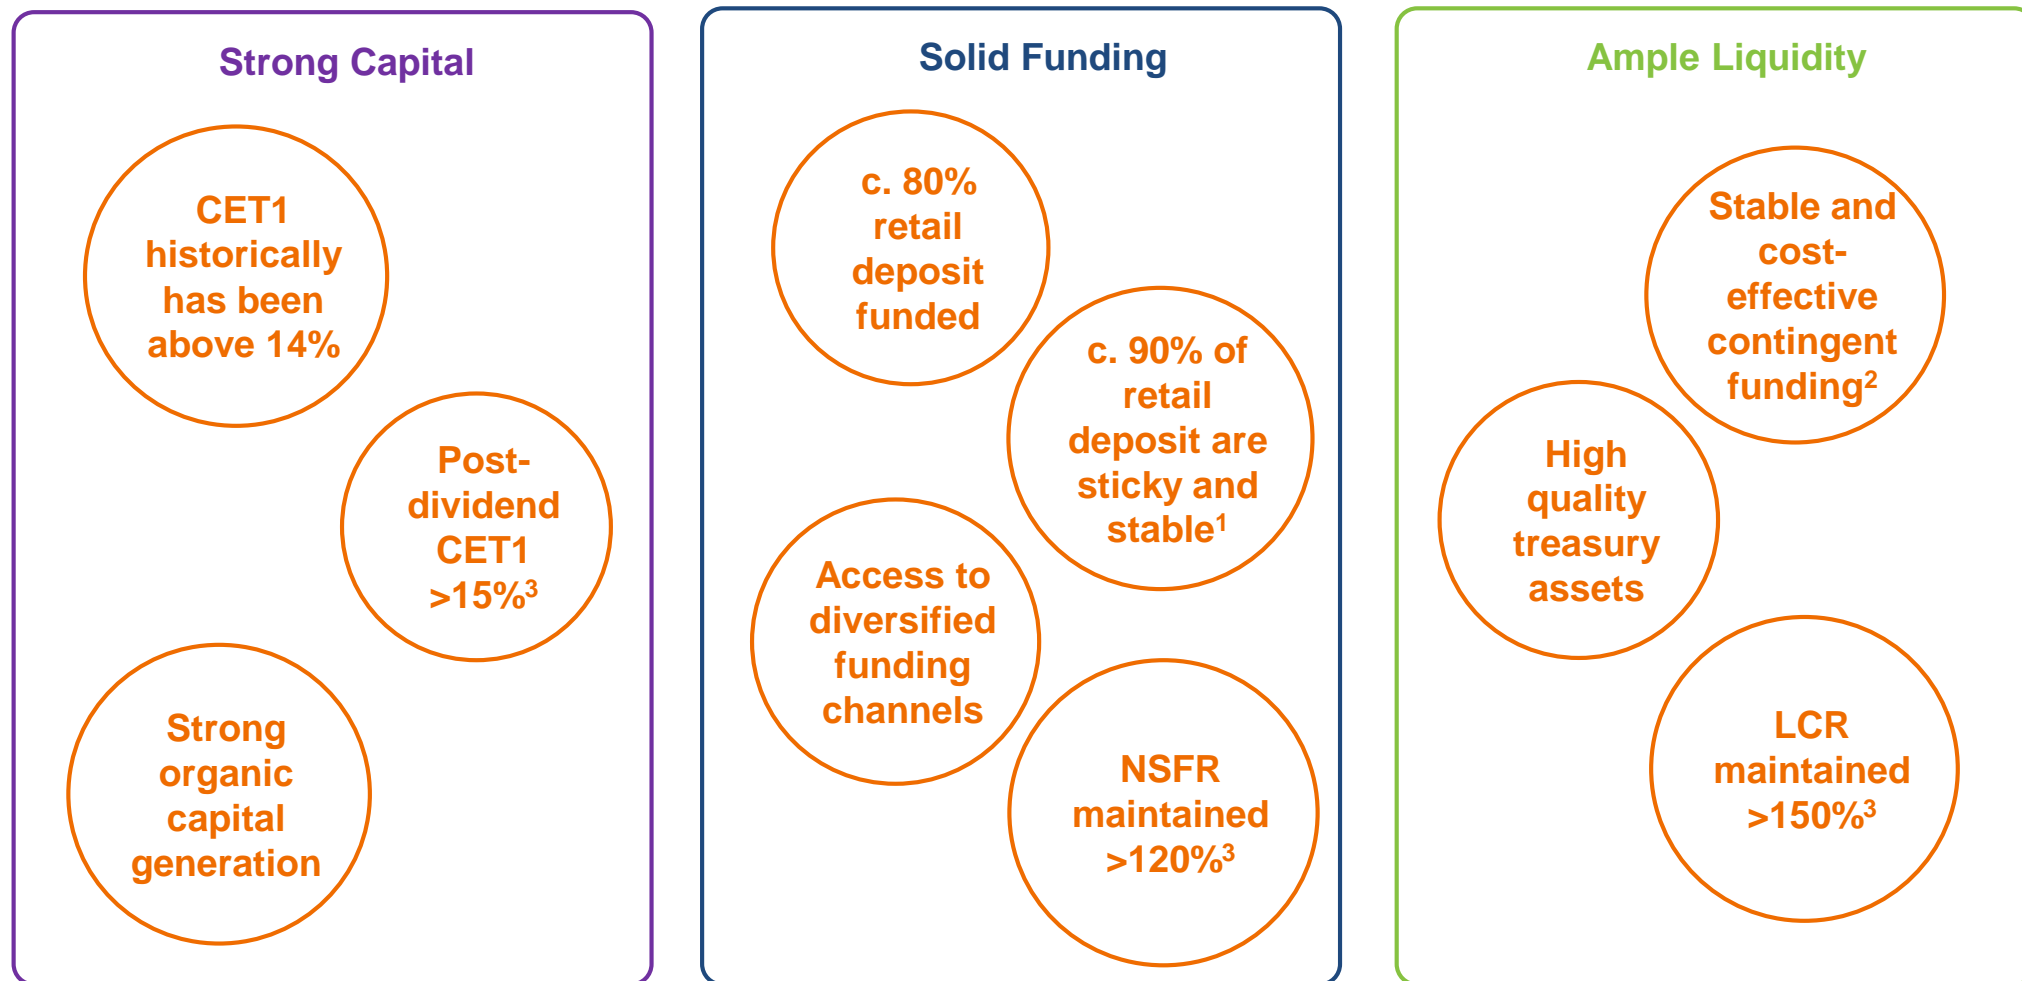 Strong Capital
CET1
historically
has been
above 14%
Post-
dividend
CET1
>15%³
Strong
organic
capital
generation
Solid Funding
c. 80%
retail
deposit
funded
c. 90% of
retail
deposit are
sticky and
stable¹
Access to
diversified
funding
channels
NSFR
maintained
>120%³
Ample Liquidity
Stable and
cost-
effective
contingent
funding²
High
quality
treasury
assets
LCR
maintained
>150%³